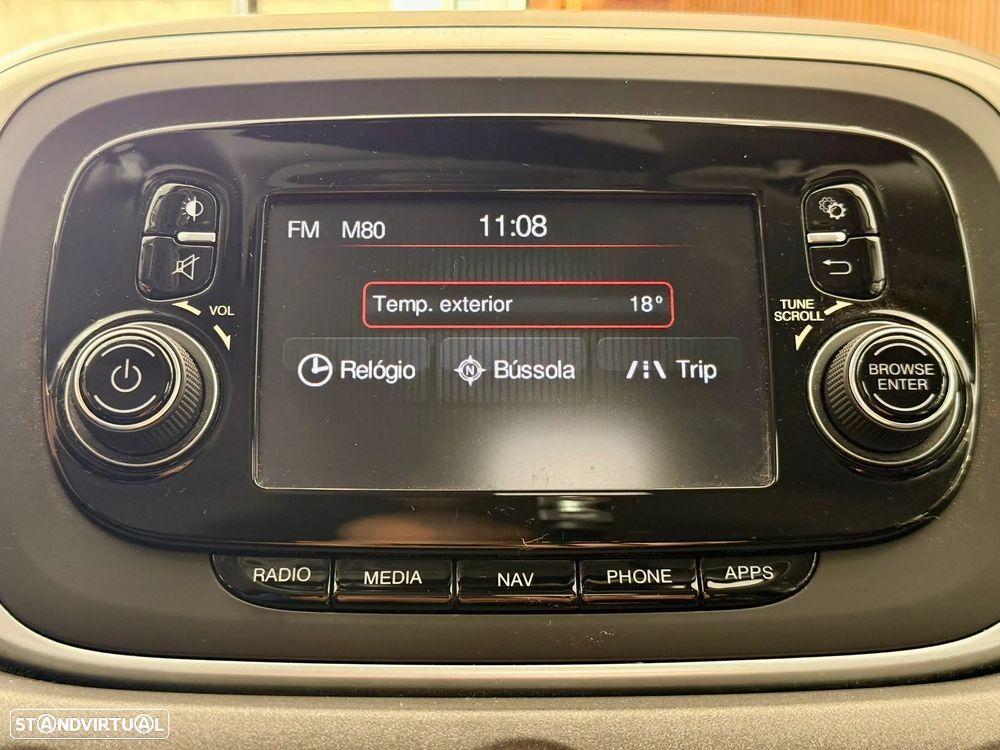 FM M80 11:08
Temp. exterior 18°
VOL
TUNE
SCROLL
Relógio N Bússola Trip
BROWSE
ENTER
RADIO MEDIA NAV PHONE APPS
STANDVIRTUAL